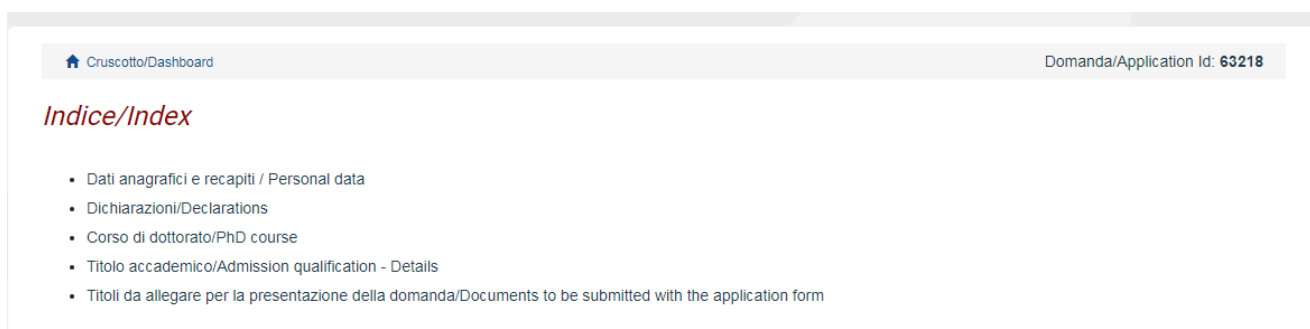 Cruscotto/Dashboard Domanda/Application Id: 63218
Indice/Index
• Dati anagrafici e recapiti / Personal data
• Dichiarazioni/Declarations
• Corso di dottorato/PhD course
• Titolo accademico/Admission qualification - Details
• Titoli da allegare per la presentazione della domanda/Documents to be submitted with the application form